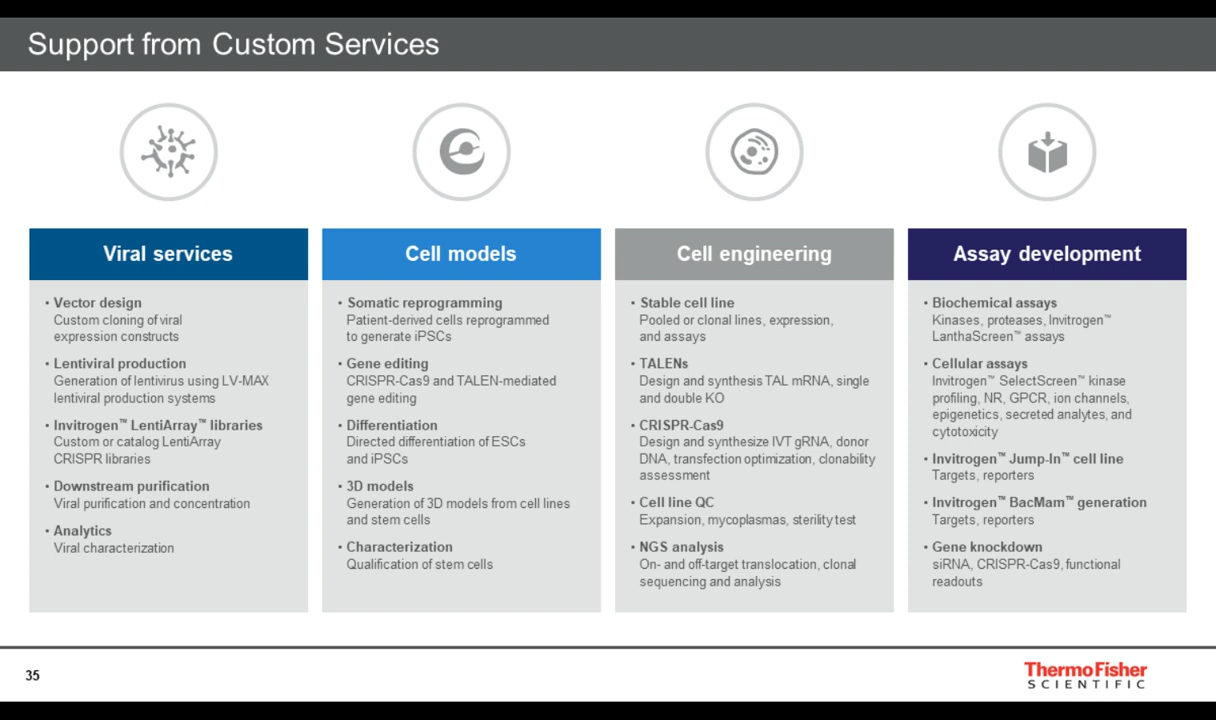 Support from Custom Services
Viral services
• Vector design
Custom cloning of viral
expression constructs
• Lentiviral production
Generation of lentivirus using LV-MAX
lentiviral production systems
• Invitrogen™ LentiArray™ libraries
Custom or catalog LentiArray
CRISPR libraries
• Downstream purification
Viral purification and concentration
• Analytics
Viral characterization
Cell models
• Somatic reprogramming
Patient-derived cells reprogrammed
to generate iPSCs
• Gene editing
CRISPR-Cas9 and TALEN-mediated
gene editing
• Differentiation
Directed differentiation of ESCs
and iPSCs
• 3D models
Generation of 3D models from cell lines
and stem cells
• Characterization
Qualification of stem cells
Cell engineering
• Stable cell line
Pooled or clonal lines, expression,
and assays
• TALENs
Design and synthesis TAL mRNA, single
and double KO
• CRISPR-Cas9
Design and synthesize IVT gRNA, donor
DNA, transfection optimization, clonability
assessment
• Cell line QC
Expansion, mycoplasmas, sterility test
• NGS analysis
On- and off-target translocation, clonal
sequencing and analysis
Assay development
• Biochemical assays
Kinases, proteases, Invitrogen™
LanthaScreen™ assays
• Cellular assays
Invitrogen™ SelectScreen™ kinase
profiling, NR, GPCR, ion channels,
epigenetics, secreted analytes, and
cytotoxicity
• Invitrogen™ Jump-In™ cell line
Targets, reporters
• Invitrogen™ BacMam™ generation
Targets, reporters
• Gene knockdown
siRNA, CRISPR-Cas9, functional
readouts
35
ThermoFisher
SCIENTIFIC